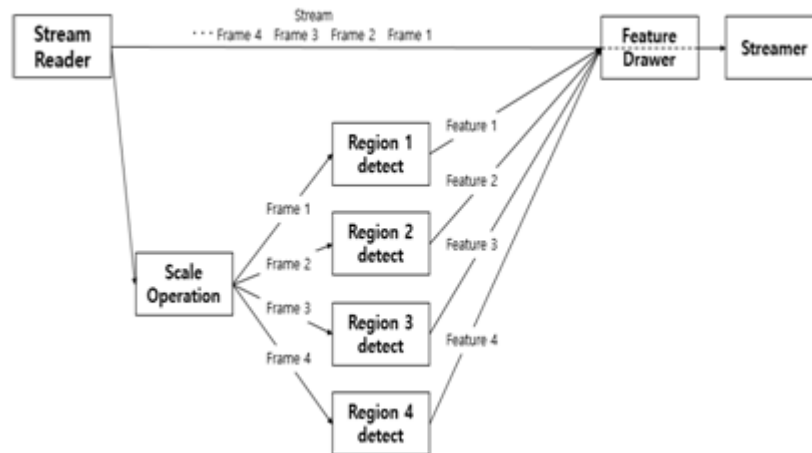 Stream
Stream Reader
··· Frame 4 Frame 3 Frame 2 Frame 1
Feature Drawer
Streamer
Region 1 detect
Feature 1
Frame 1
Feature 2
Region 2 detect
Frame 2
Feature 3
Scale Operation
Frame 3
Region 3 detect
Feature 4
Frame 4
Region 4 detect